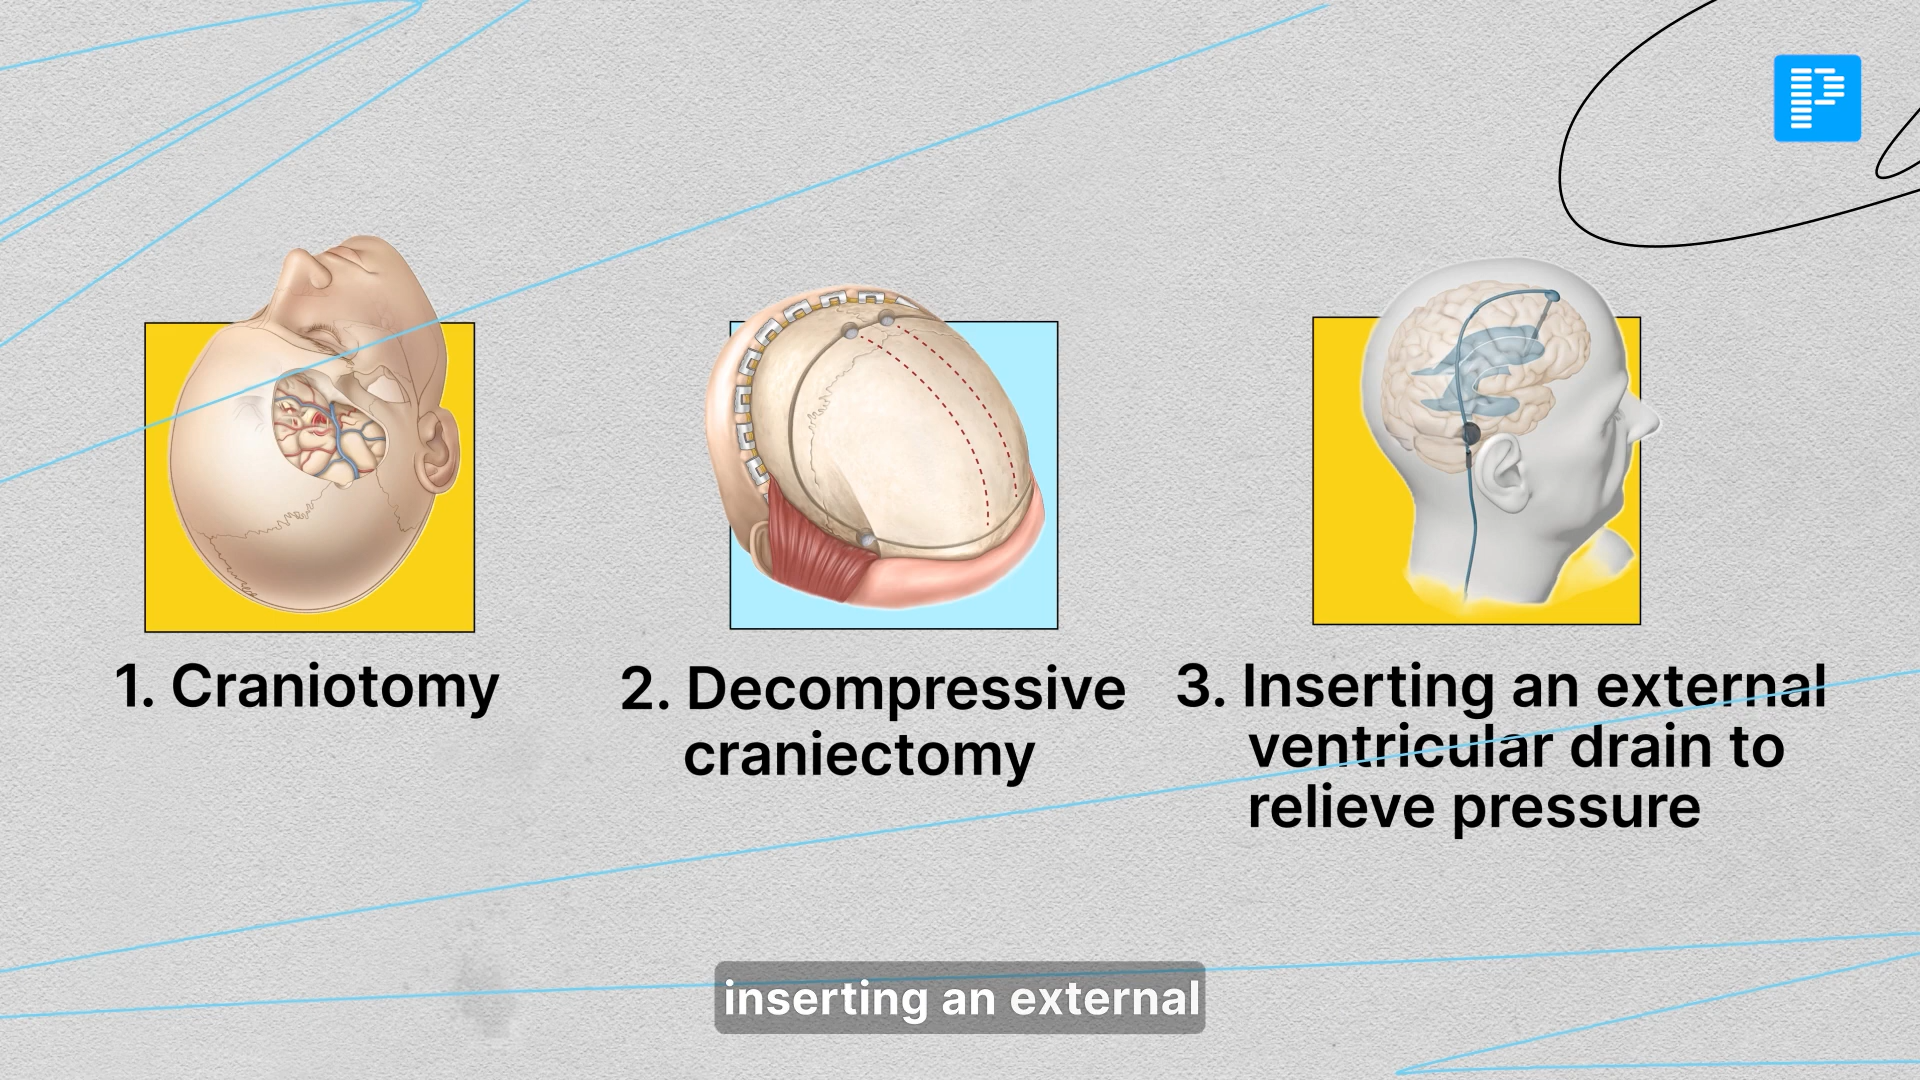 1. Craniotomy
2. Decompressive
craniectomy
3. Inserting an external
ventricular drain to
relieve pressure
inserting an external